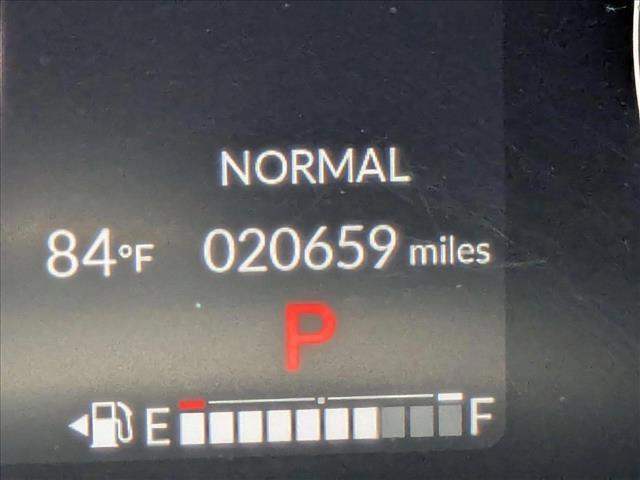 NORMAL
84°F 020659 miles
P
E F